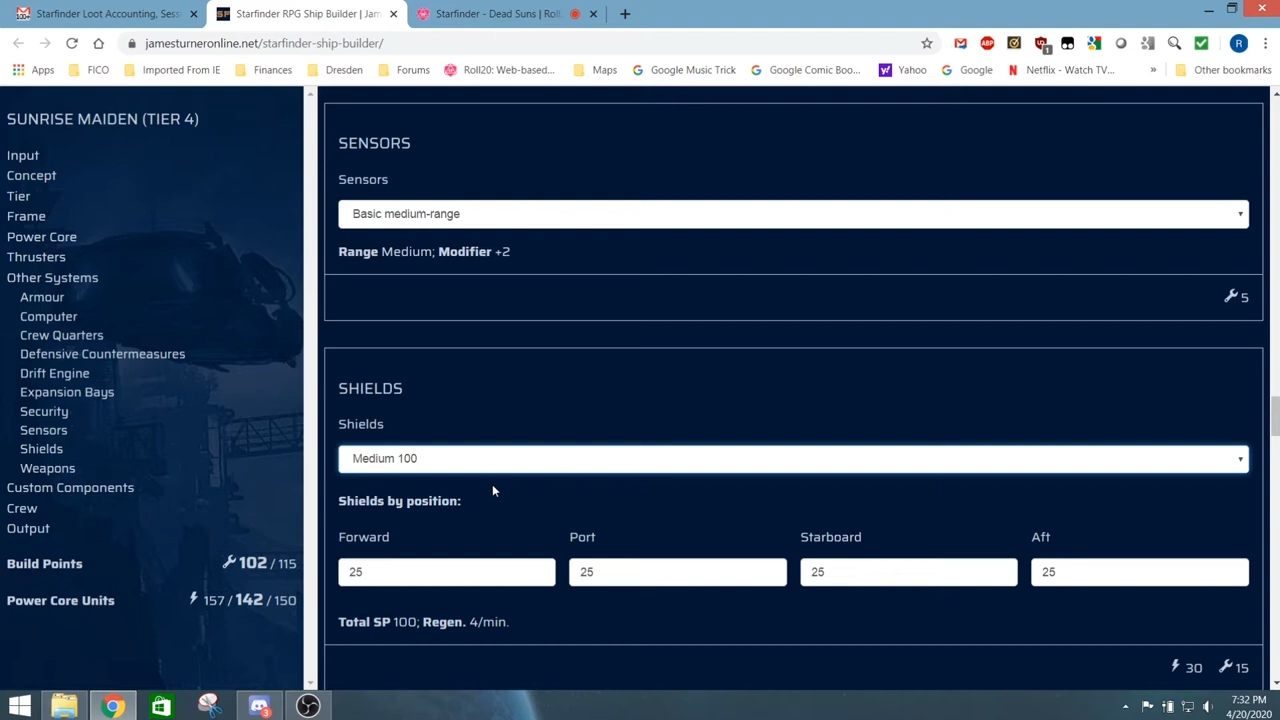 Starfinder Loot Accounting, Sess
Starfinder RPG Ship Builder | Jam
Starfinder - Dead Suns | Roll
jamesturneronline.net/starfinder-ship-builder/
Apps
FICO
Imported From IE
Finances
Dresden
Forums
Roll20: Web-based...
Maps
Google Music Trick
Google Comic Boo...
Yahoo
Google
Netflix - Watch TV...
»
Other bookmarks
SUNRISE MAIDEN (TIER 4)
Input
Concept
Tier
Frame
Power Core
Thrusters
Other Systems
Armour
Computer
Crew Quarters
Defensive Countermeasures
Drift Engine
Expansion Bays
Security
Sensors
Shields
Weapons
Custom Components
Crew
Output
Build Points 102 / 115
Power Core Units 157 / 142 / 150
SENSORS
Sensors
Basic medium-range
Range Medium; Modifier +2
5
SHIELDS
Shields
Medium 100
Shields by position:
Forward Port Starboard Aft
25 25 25 25
Total SP 100; Regen. 4/min.
30 15
7:32 PM
4/20/2020